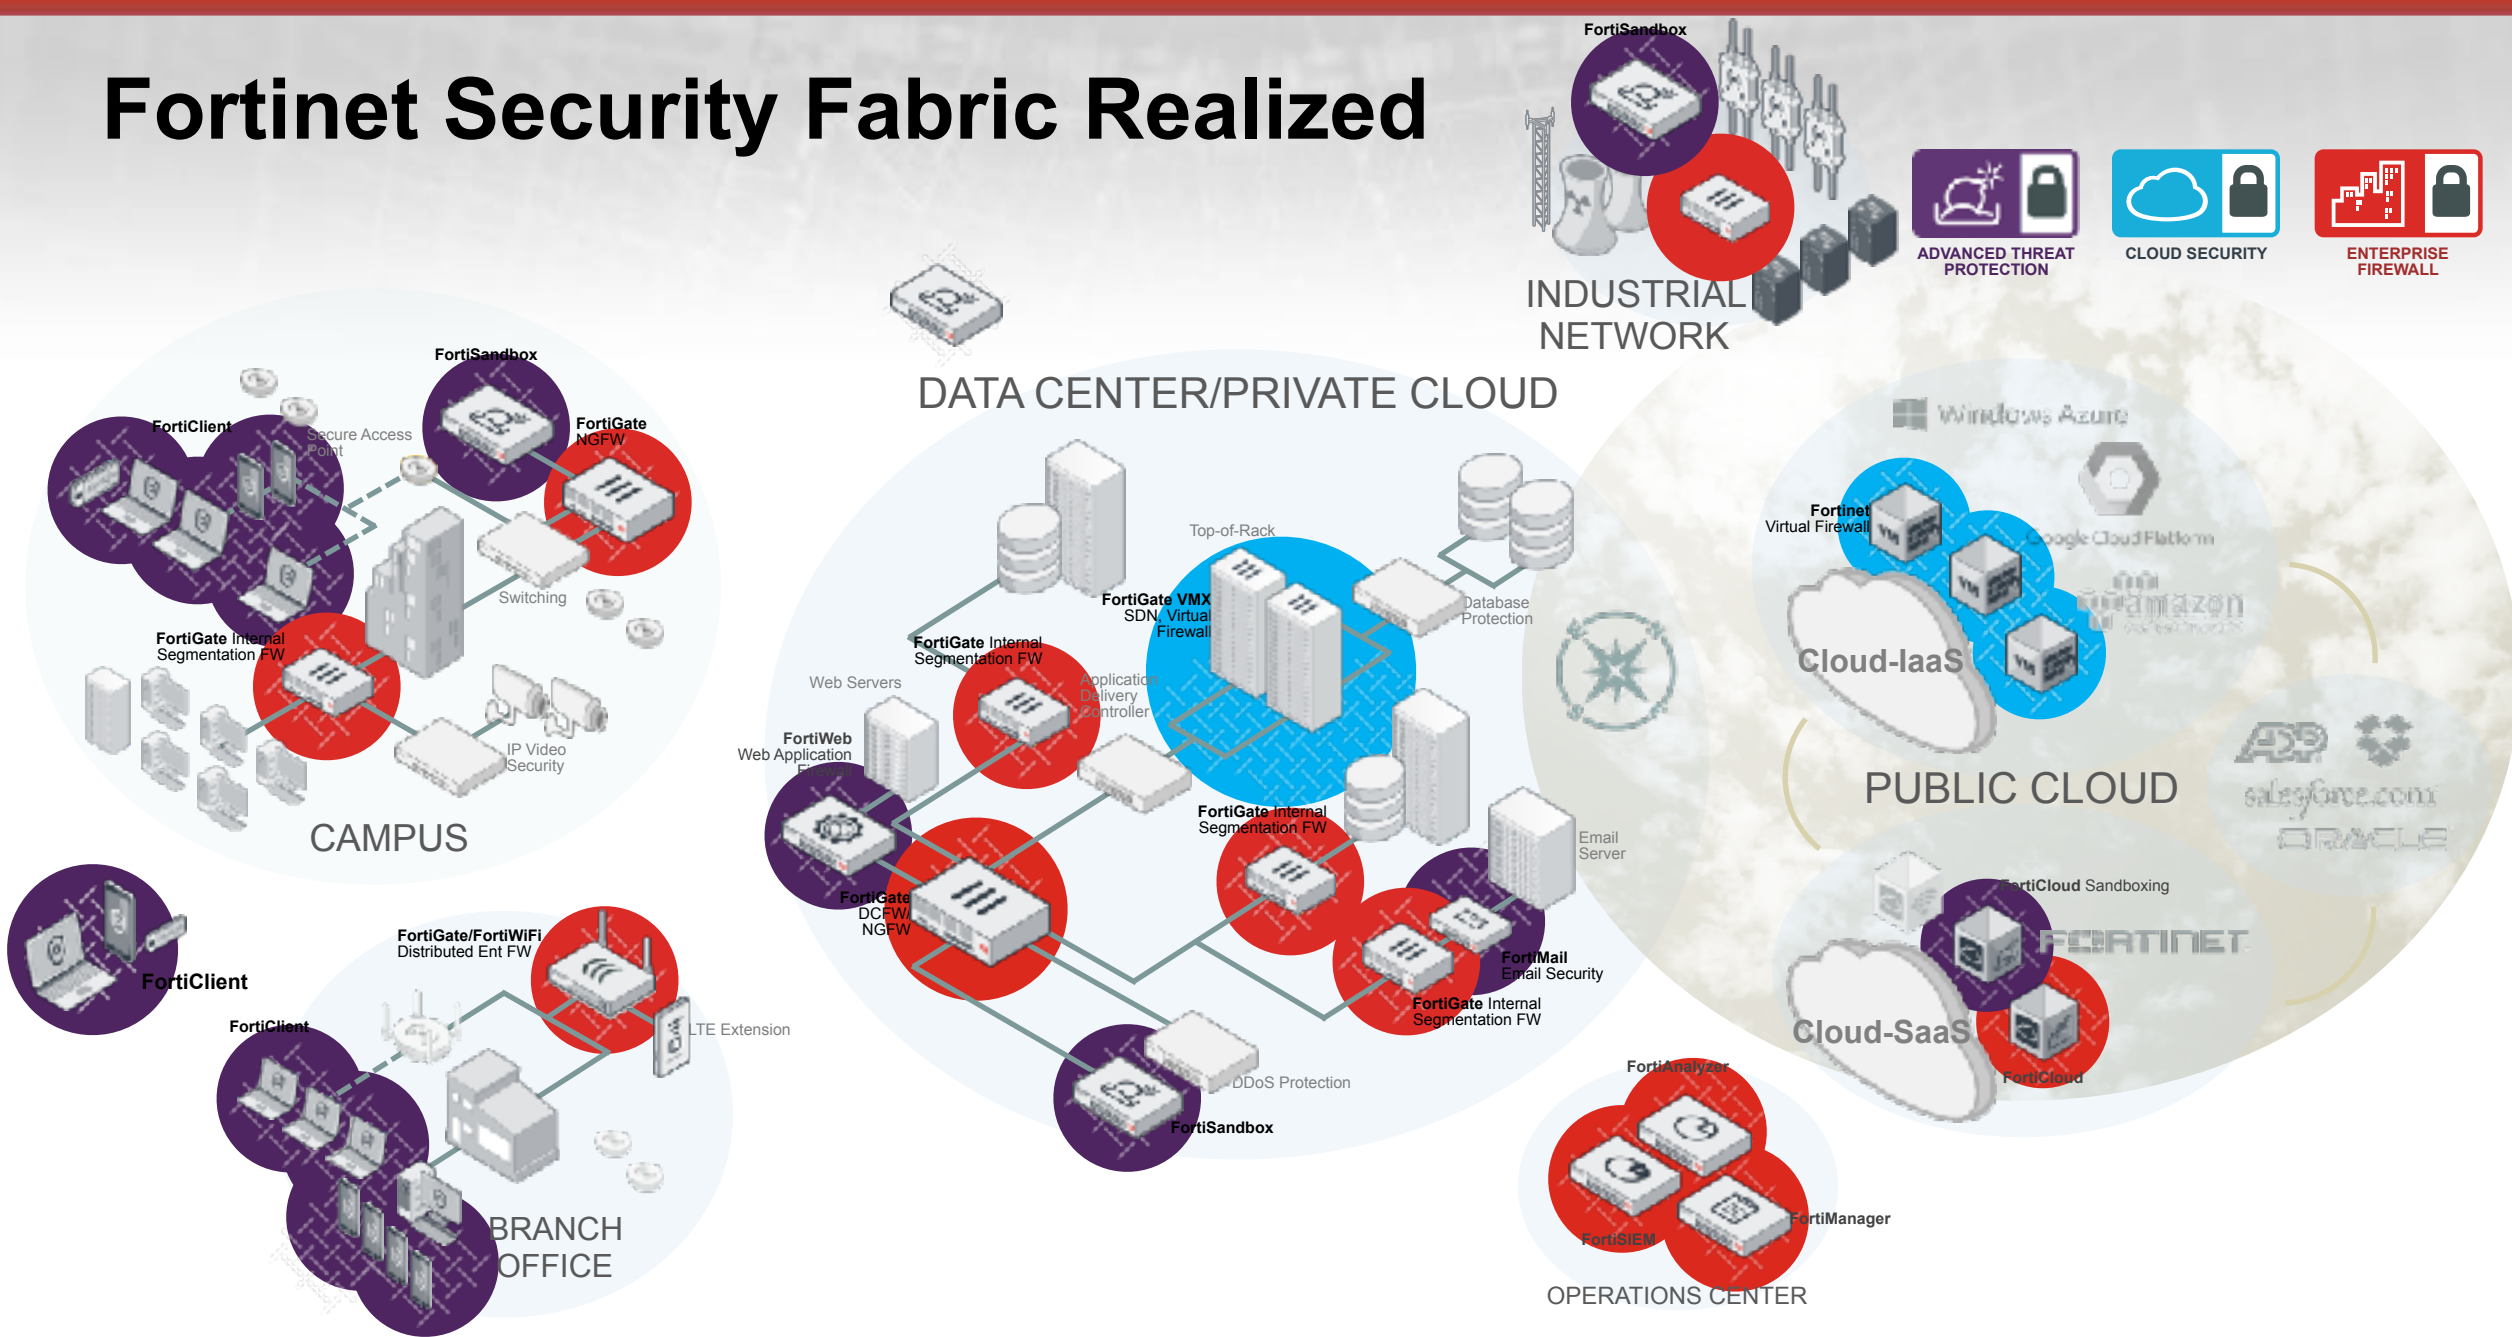 Fortinet Security Fabric Realized
FortiSandbox
INDUSTRIAL
NETWORK
ADVANCED THREAT
PROTECTION
CLOUD SECURITY
ENTERPRISE
FIREWALL
FortiSandbox
FortiGate
NGFW
FortiClient
Secure Access
Point
Switching
FortiGate Internal
Segmentation FW
IP Video
Security
CAMPUS
FortiClient
FortiGate/FortiWiFi
Distributed Ent FW
LTE Extension
FortiClient
BRANCH
OFFICE
DATA CENTER/PRIVATE CLOUD
Top-of-Rack
FortiGate VMX
SDN, Virtual
Firewall
Database
Protection
FortiGate Internal
Segmentation FW
Application
Delivery
Controller
Web Servers
FortiWeb
Web Application
Firewall
FortiGate
DCFW/
NGFW
FortiGate Internal
Segmentation FW
Email
Server
FortiMail
Email Security
FortiGate Internal
Segmentation FW
DDoS Protection
FortiSandbox
Windows Azure
Fortinet
Virtual Firewall
VM
VM
VM
Google Cloud Platform
amazon
Cloud-IaaS
PUBLIC CLOUD
ADP
salesforce.com
ORACLE
FortiCloud Sandboxing
FORTINET
Cloud-SaaS
FortiCloud
FortiAnalyzer
FortiSIEM
FortiManager
OPERATIONS CENTER